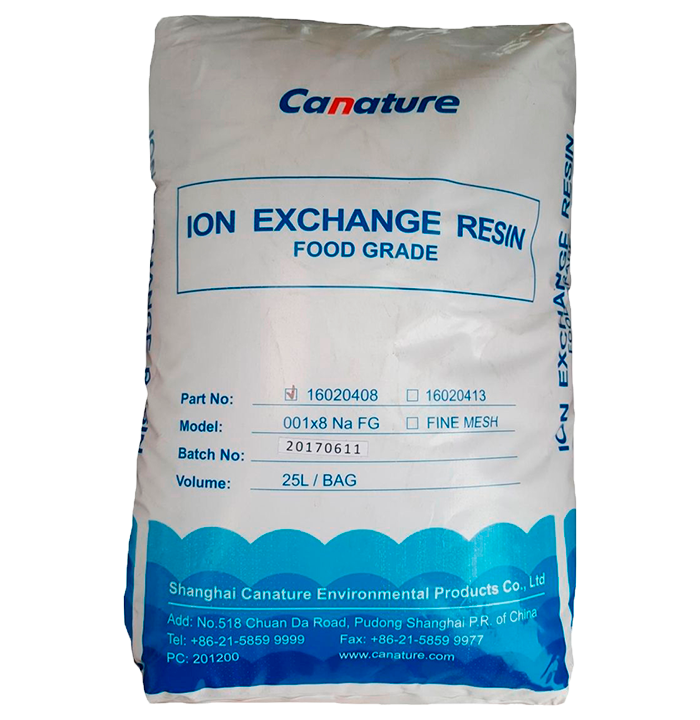 Canature
ION EXCHANGE RESIN
FOOD GRADE
Part No: ☑ 16020408 ☐ 16020413
Model: 001x8 Na FG ☐ FINE MESH
Batch No: 20170611
Volume: 25L / BAG
Shanghai Canature Environmental Products Co., Ltd
Add: No.518 Chuan Da Road, Pudong Shanghai P.R. of China
Tel: +86-21-5859 9999 Fax: +86-21-5859 9977
PC: 201200 www.canature.com
ION EXCHANGE RESIN